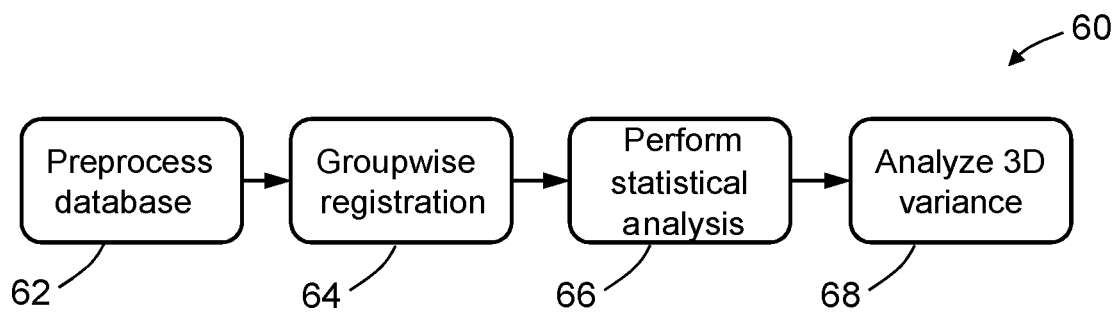 60
Preprocess
database
Groupwise
registration
Perform
statistical
analysis
Analyze 3D
variance
62
64
66
68